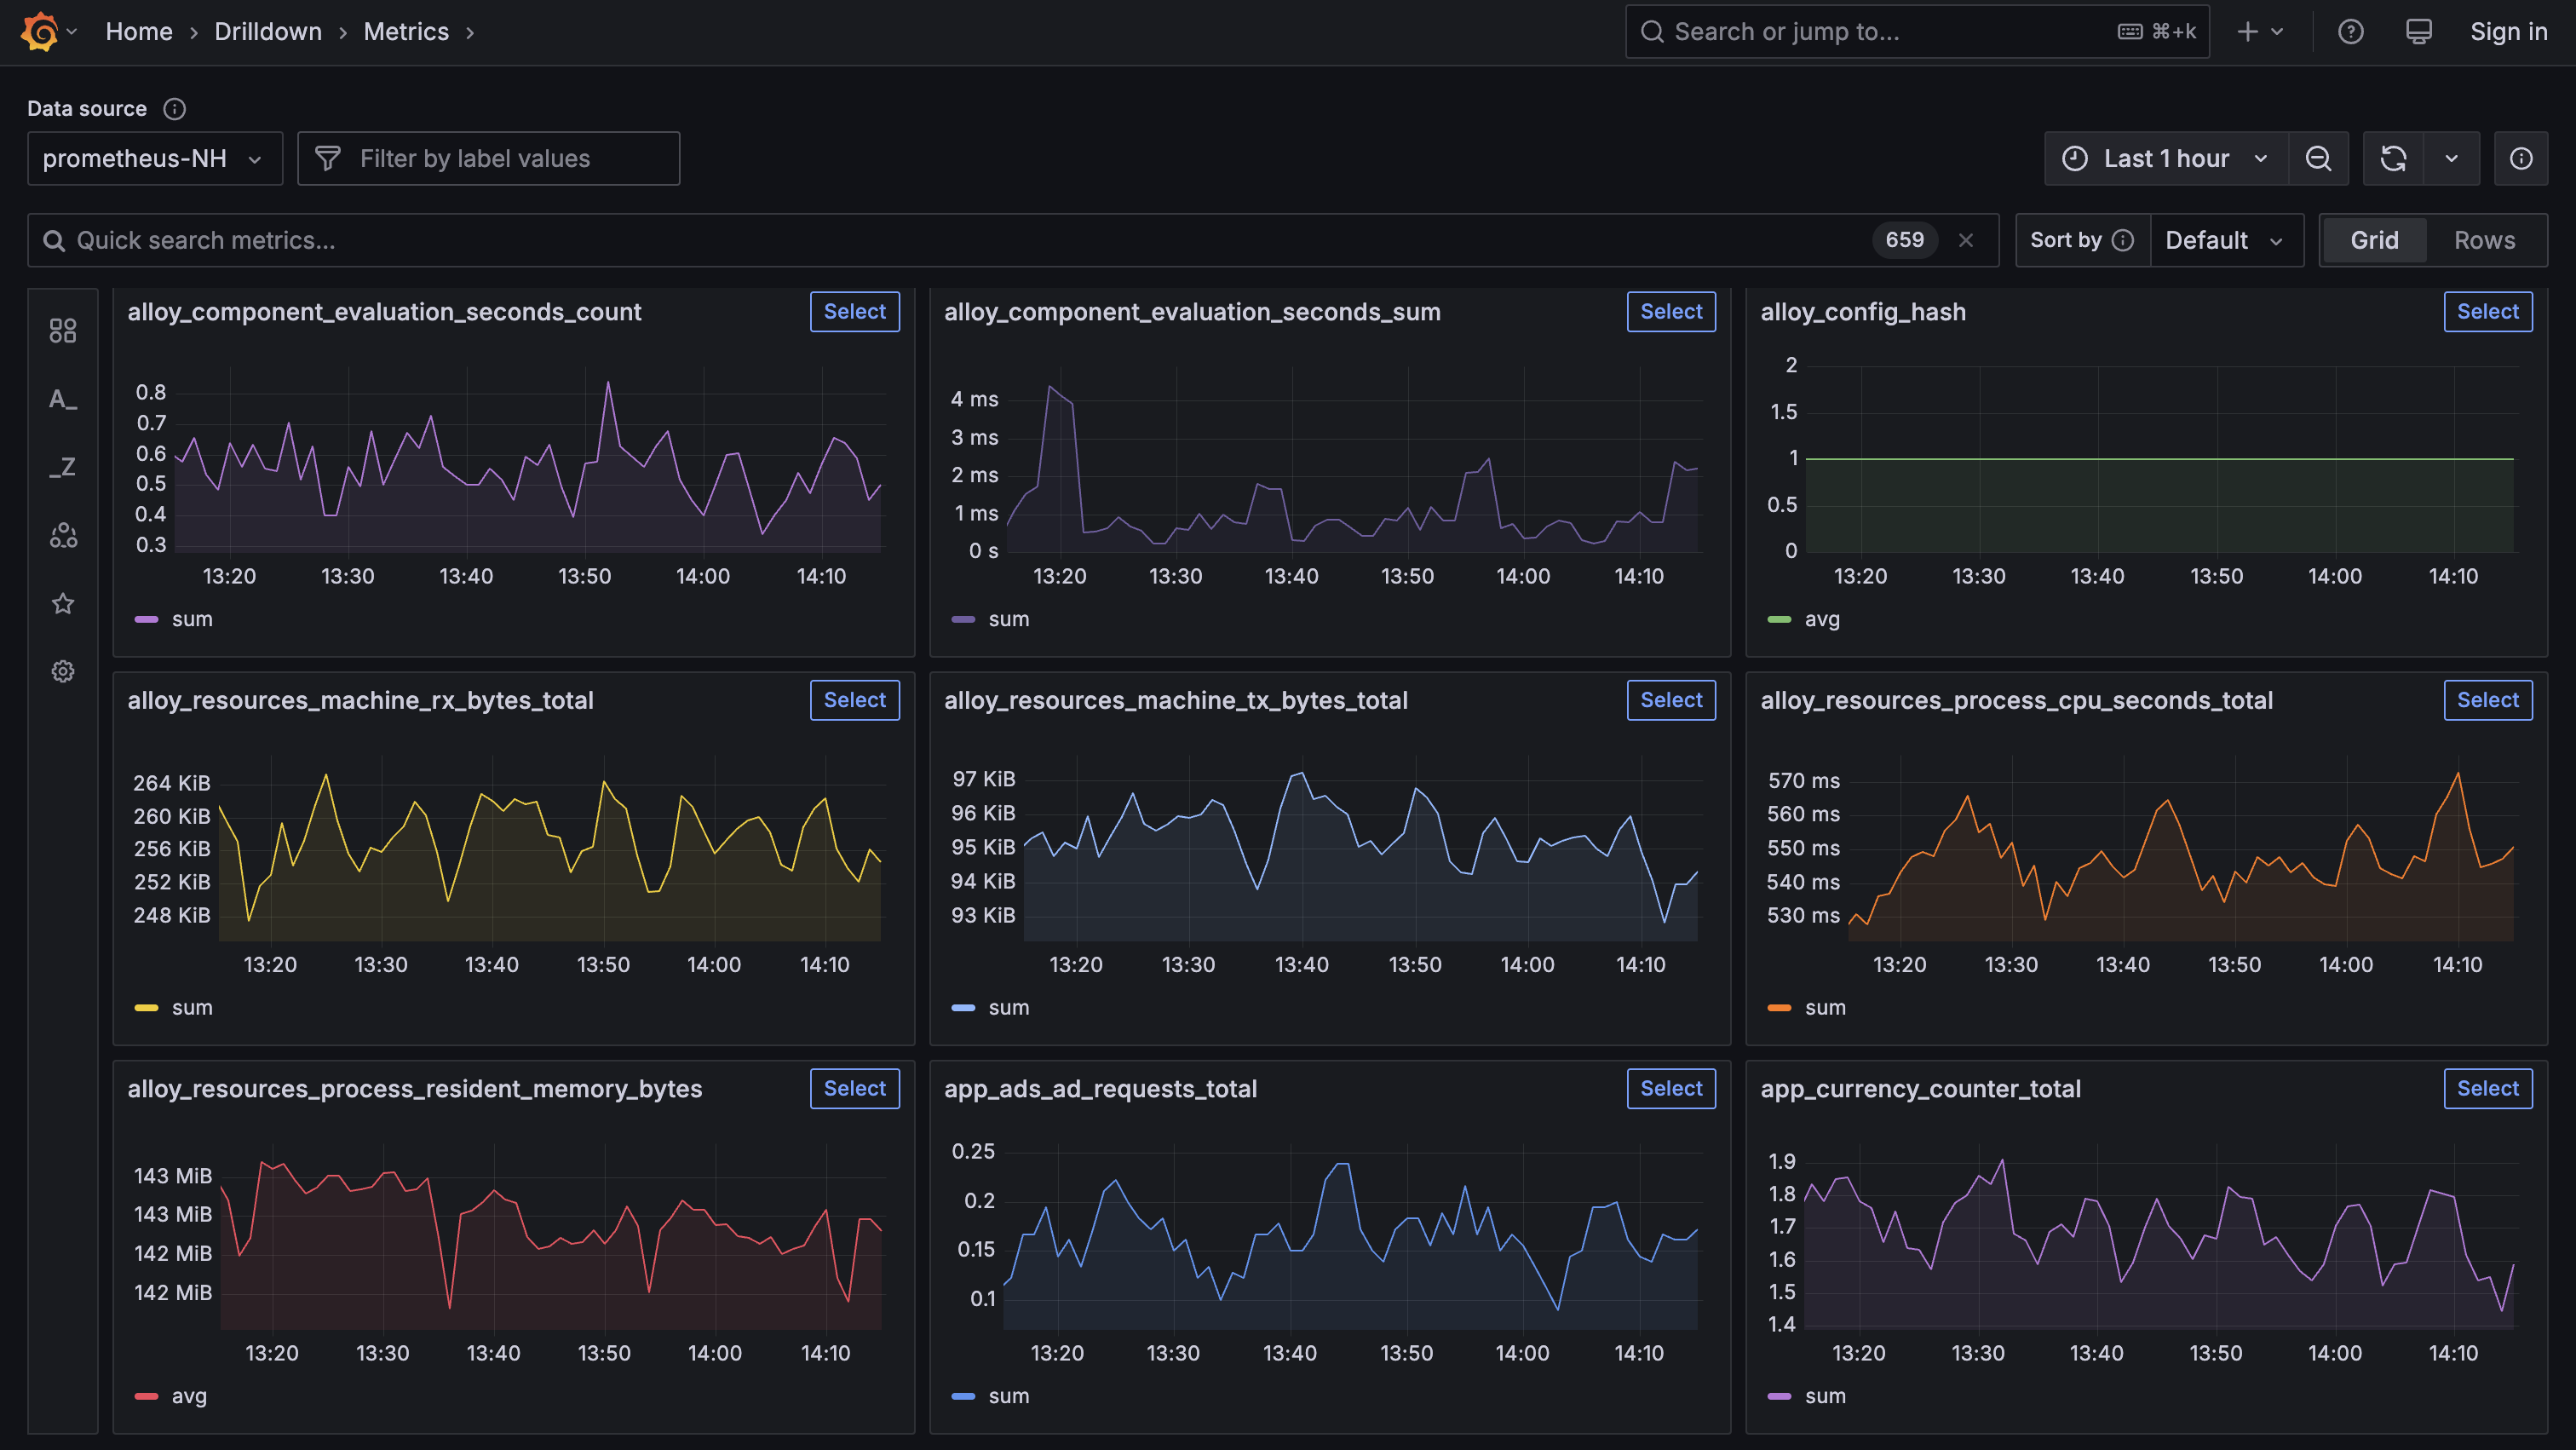 Home › Drilldown › Metrics ›
Search or jump to...
⌘+k
Sign in
Data source
prometheus-NH
Filter by label values
Last 1 hour
Quick search metrics...
659
Sort by
Default
Grid
Rows
A_
_Z
alloy_component_evaluation_seconds_count
Select
0.8
0.7
0.6
0.5
0.4
0.3
13:20 13:30 13:40 13:50 14:00 14:10
sum
alloy_component_evaluation_seconds_sum
Select
4 ms
3 ms
2 ms
1 ms
0 s
13:20 13:30 13:40 13:50 14:00 14:10
sum
alloy_config_hash
Select
2
1.5
1
0.5
0
13:20 13:30 13:40 13:50 14:00 14:10
avg
alloy_resources_machine_rx_bytes_total
Select
264 KiB
260 KiB
256 KiB
252 KiB
248 KiB
13:20 13:30 13:40 13:50 14:00 14:10
sum
alloy_resources_machine_tx_bytes_total
Select
97 KiB
96 KiB
95 KiB
94 KiB
93 KiB
13:20 13:30 13:40 13:50 14:00 14:10
sum
alloy_resources_process_cpu_seconds_total
Select
570 ms
560 ms
550 ms
540 ms
530 ms
13:20 13:30 13:40 13:50 14:00 14:10
sum
alloy_resources_process_resident_memory_bytes
Select
143 MiB
143 MiB
142 MiB
142 MiB
13:20 13:30 13:40 13:50 14:00 14:10
avg
app_ads_ad_requests_total
Select
0.25
0.2
0.15
0.1
13:20 13:30 13:40 13:50 14:00 14:10
sum
app_currency_counter_total
Select
1.9
1.8
1.7
1.6
1.5
1.4
13:20 13:30 13:40 13:50 14:00 14:10
sum